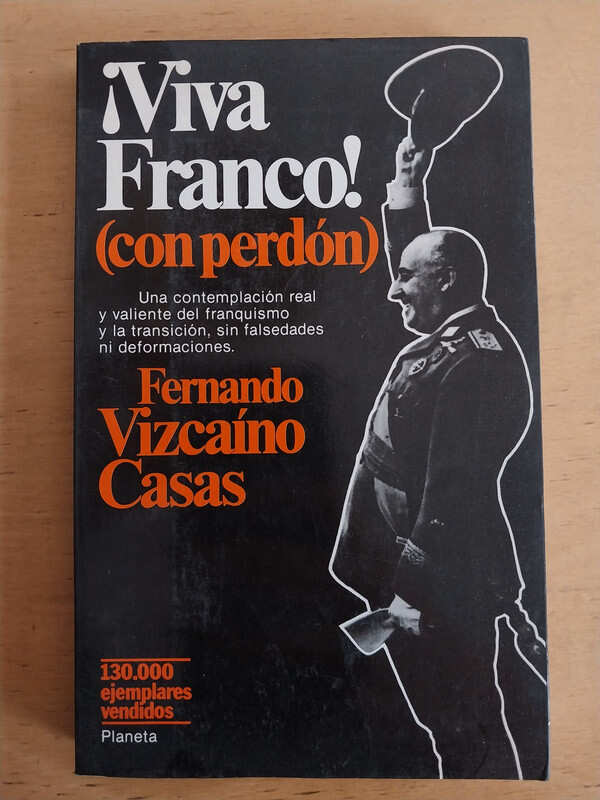 ¡Viva
Franco!
(con perdón)
Una contemplación real
y valiente del franquismo
y la transición, sin falsedades
ni deformaciones.
Fernando
Vizcaíno
Casas
130.000
ejemplares
vendidos
Planeta